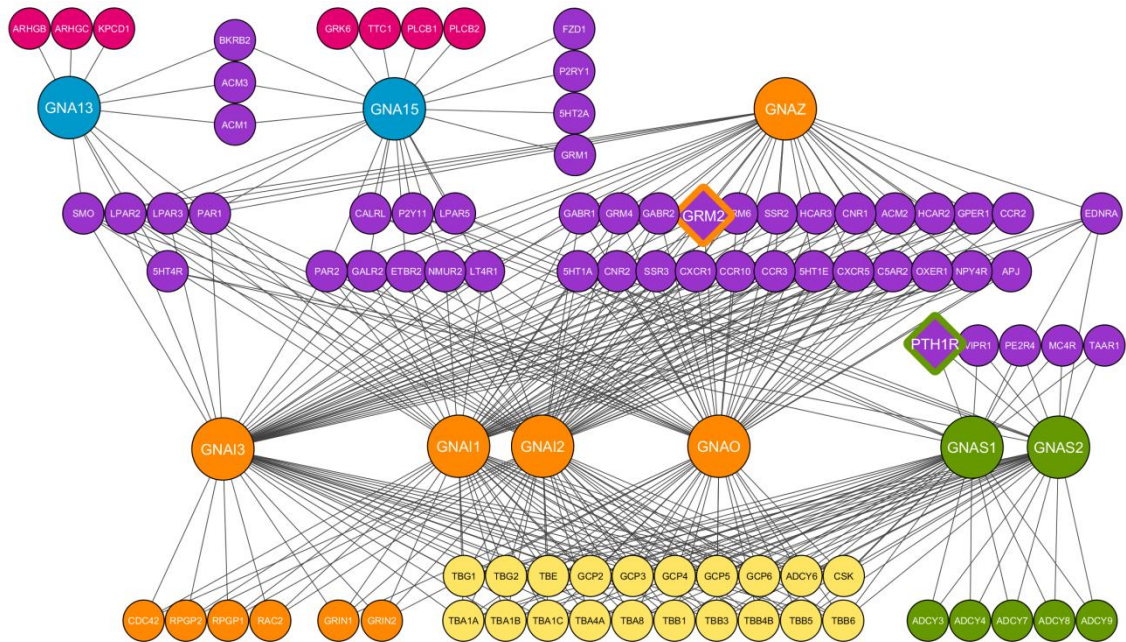 ARHGB ARHGC KPCD1 GRK6 TTC1 PLCB1 PLCB2
BKRB2 FZD1
ACM3 P2RY1
GNA13 GNA15 GNAZ
ACM1 5HT2A
GRM1
SMO LPAR2 LPAR3 PAR1 CALRL P2Y11 LPAR5 GABR1 GRM4 GABR2 GRM2 SSR2 HCAR3 CNR1 ACM2 HCAR2 GPER1 CCR2 EDNRA
5HT4R PAR2 GALR2 ETBR2 NMUR2 LT4R1 5HT1A CNR2 SSR3 CXCR1 CCR10 CCR3 5HT1E CXCR5 C5AR2 OXER1 NPY4R APJ
PTH1R VIPR1 PE2R4 MC4R TAAR1
GNAI3 GNAI1 GNAI2 GNAO GNAS1 GNAS2
TBG1 TBG2 TBE GCP2 GCP3 GCP4 GCP5 GCP6 ADCY6 CSK
CDC42 RPGP2 RPGP1 RAC2 GRIN1 GRIN2 TBA1A TBA1B TBA1C TBA4A TBA8 TBB1 TBB3 TBB4B TBB5 TBB6 ADCY3 ADCY4 ADCY7 ADCY8 ADCY9